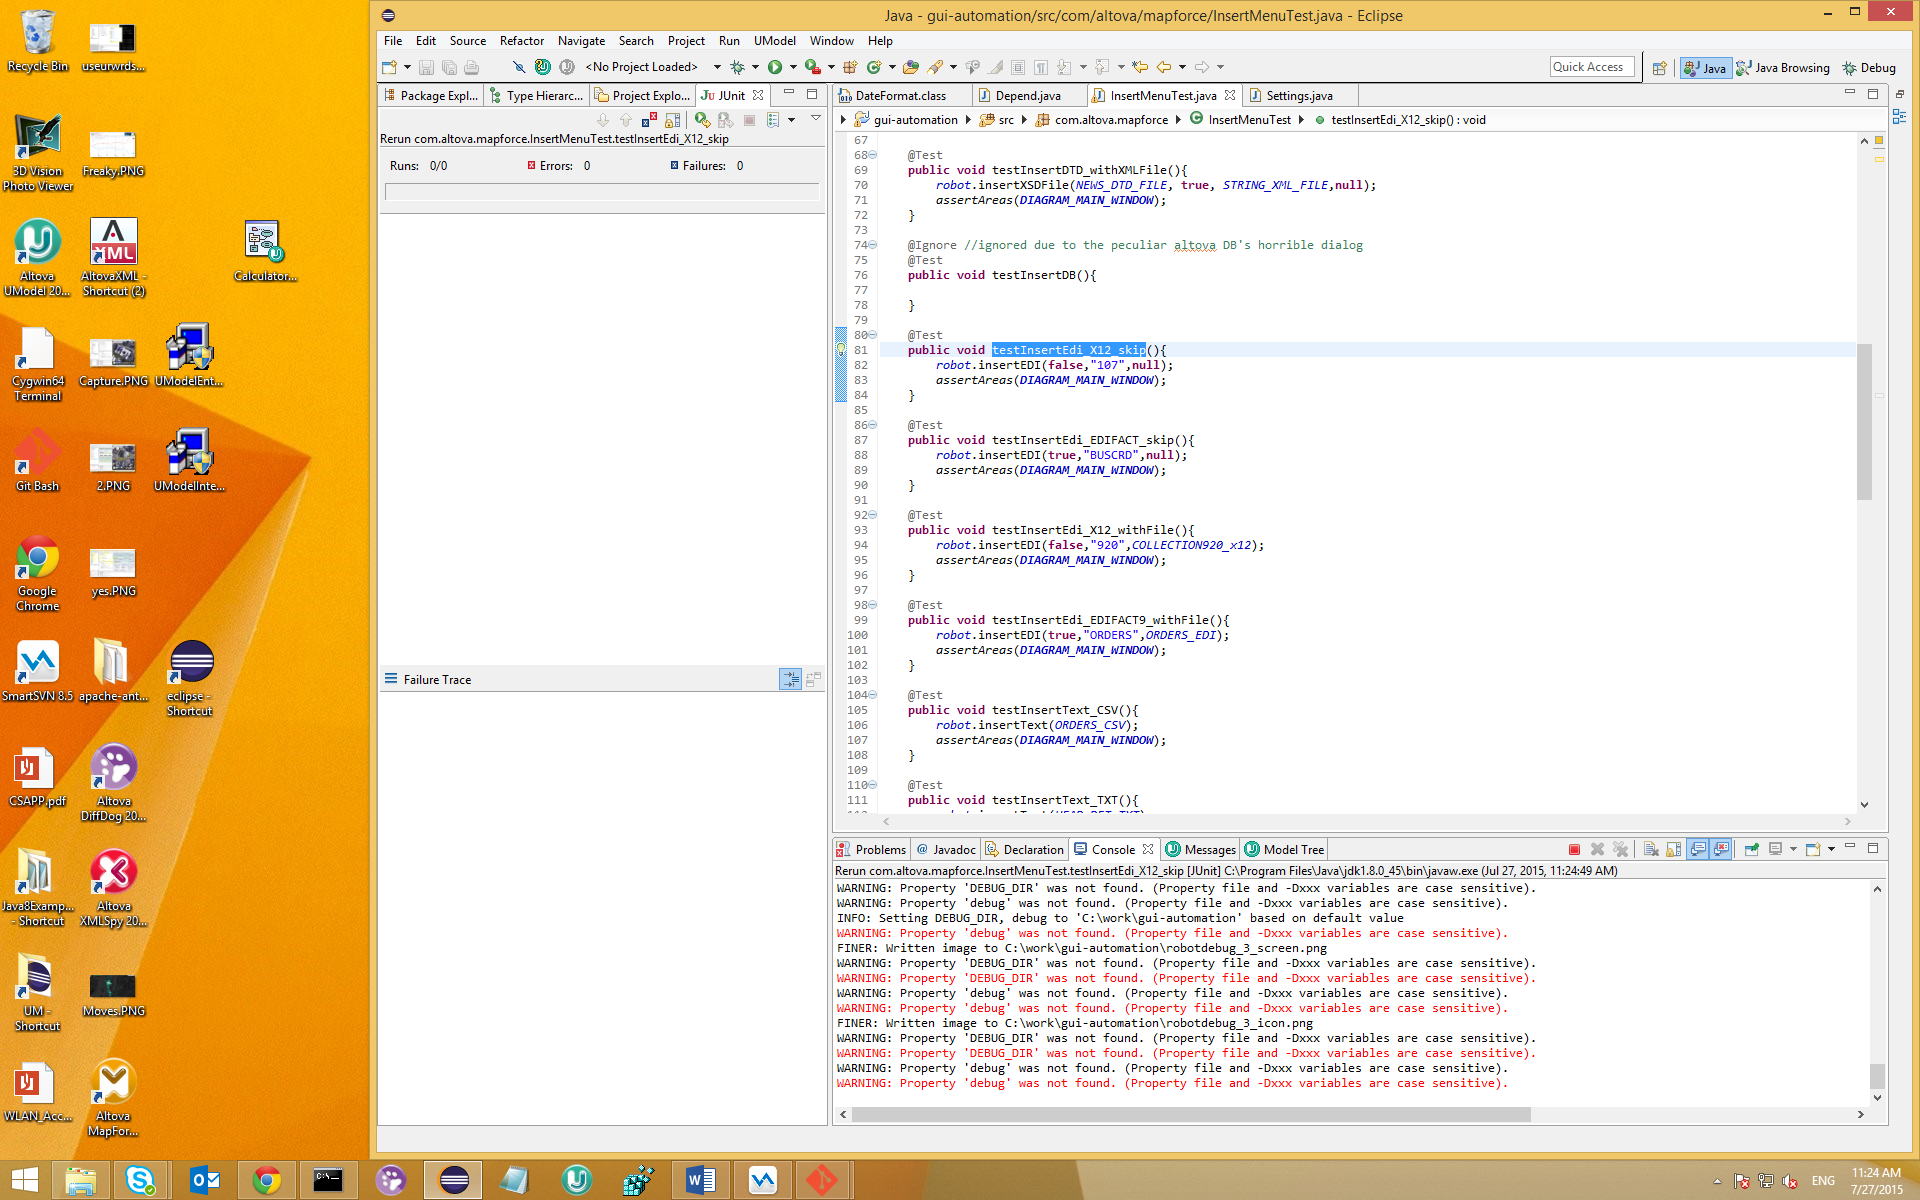 Recycle Bin
useurwrds...
3D Vision
Photo Viewer
Freaky.PNG
Altova
UModel 20...
AltovaXML -
Shortcut (2)
Calculator...
Cygwin64
Terminal
Capture.PNG
UModelEnt...
Git Bash
2.PNG
UModelInte...
Google
Chrome
yes.PNG
SmartSVN 8.5
apache-ant...
eclipse -
Shortcut
CSAPP.pdf
Altova
DiffDog 20...
Java8Examp...
- Shortcut
Altova
XMLSpy 20...
UM -
Shortcut
Moves.PNG
WLAN_Acc...
Altova
MapFor...
Java - gui-automation/src/com/altova/mapforce/InsertMenuTest.java - Eclipse
File Edit Source Refactor Navigate Search Project Run UModel Window Help
<No Project Loaded>
Quick Access
Java
Java Browsing
Debug
Package Expl...
Type Hierarc...
Project Explo...
JUnit
Rerun com.altova.mapforce.InsertMenuTest.testInsertEdi_X12_skip
Runs: 0/0
Errors: 0
Failures: 0
Failure Trace
DateFormat.class
Depend.java
InsertMenuTest.java
Settings.java
gui-automation
src
com.altova.mapforce
InsertMenuTest
testInsertEdi_X12_skip() : void
67
68 @Test
69 public void testInsertDTD_withXMLFile(){
70 robot.insertXSDFile(NEWS_DTD_FILE, true, STRING_XML_FILE,null);
71 assertAreas(DIAGRAM_MAIN_WINDOW);
72 }
73
74 @Ignore //ignored due to the peculiar altova DB's horrible dialog
75 @Test
76 public void testInsertDB(){
77
78 }
79
80 @Test
81 public void testInsertEdi_X12_skip(){
82 robot.insertEDI(false,"107",null);
83 assertAreas(DIAGRAM_MAIN_WINDOW);
84 }
85
86 @Test
87 public void testInsertEdi_EDIFACT_skip(){
88 robot.insertEDI(true,"BUSCRD",null);
89 assertAreas(DIAGRAM_MAIN_WINDOW);
90 }
91
92 @Test
93 public void testInsertEdi_X12_withFile(){
94 robot.insertEDI(false,"920",COLLECTION920_x12);
95 assertAreas(DIAGRAM_MAIN_WINDOW);
96 }
97
98 @Test
99 public void testInsertEdi_EDIFACT9_withFile(){
100 robot.insertEDI(true,"ORDERS",ORDERS_EDI);
101 assertAreas(DIAGRAM_MAIN_WINDOW);
102 }
103
104 @Test
105 public void testInsertText_CSV(){
106 robot.insertText(ORDERS_CSV);
107 assertAreas(DIAGRAM_MAIN_WINDOW);
108 }
109
110 @Test
111 public void testInsertText_TXT(){
Problems
Javadoc
Declaration
Console
Messages
Model Tree
Rerun com.altova.mapforce.InsertMenuTest.testInsertEdi_X12_skip [JUnit] C:\Program Files\Java\jdk1.8.0_45\bin\javaw.exe (Jul 27, 2015, 11:24:49 AM)
WARNING: Property 'DEBUG_DIR' was not found. (Property file and -Dxxx variables are case sensitive).
WARNING: Property 'debug' was not found. (Property file and -Dxxx variables are case sensitive).
INFO: Setting DEBUG_DIR, debug to 'C:\work\gui-automation' based on default value
WARNING: Property 'debug' was not found. (Property file and -Dxxx variables are case sensitive).
FINER: Written image to C:\work\gui-automation\robotdebug_3_screen.png
WARNING: Property 'DEBUG_DIR' was not found. (Property file and -Dxxx variables are case sensitive).
WARNING: Property 'DEBUG_DIR' was not found. (Property file and -Dxxx variables are case sensitive).
WARNING: Property 'debug' was not found. (Property file and -Dxxx variables are case sensitive).
WARNING: Property 'debug' was not found. (Property file and -Dxxx variables are case sensitive).
FINER: Written image to C:\work\gui-automation\robotdebug_3_icon.png
WARNING: Property 'DEBUG_DIR' was not found. (Property file and -Dxxx variables are case sensitive).
WARNING: Property 'DEBUG_DIR' was not found. (Property file and -Dxxx variables are case sensitive).
WARNING: Property 'debug' was not found. (Property file and -Dxxx variables are case sensitive).
WARNING: Property 'debug' was not found. (Property file and -Dxxx variables are case sensitive).
ENG
11:24 AM
7/27/2015